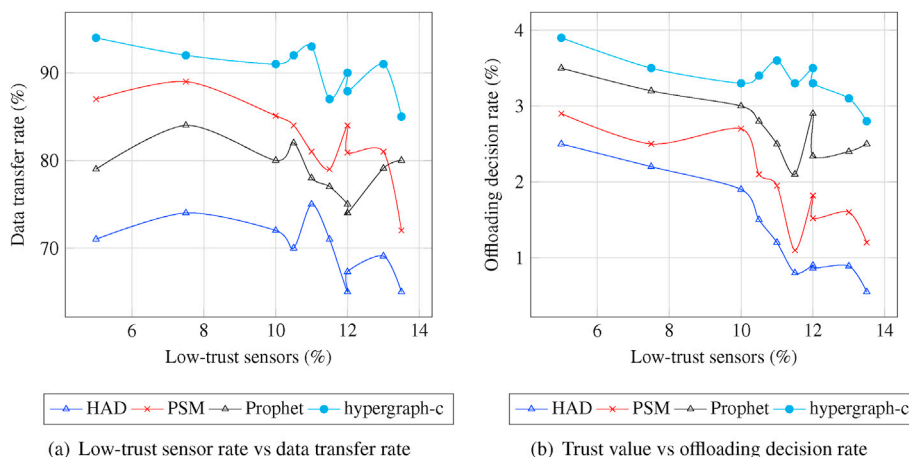 90
80
70
Data transfer rate (%)
6 8 10 12 14
Low-trust sensors (%)
HAD PSM Prophet hypergraph-c
(a) Low-trust sensor rate vs data transfer rate
4
3
2
1
Offloading decision rate (%)
6 8 10 12 14
Low-trust sensors (%)
HAD PSM Prophet hypergraph-c
(b) Trust value vs offloading decision rate